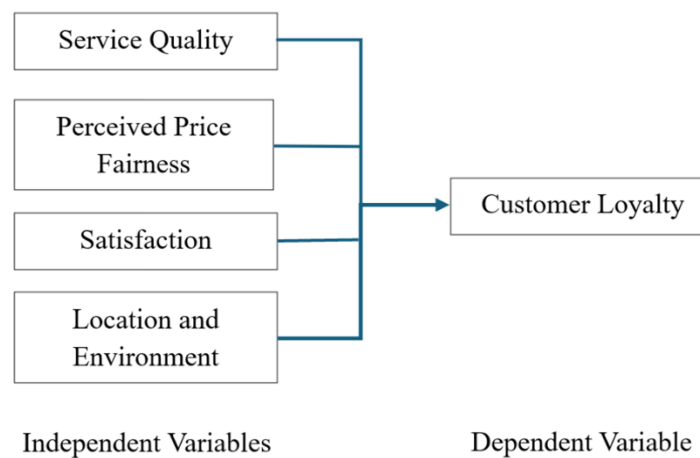 Service Quality
Perceived Price
Fairness
Satisfaction
Location and
Environment
Customer Loyalty
Independent Variables
Dependent Variable